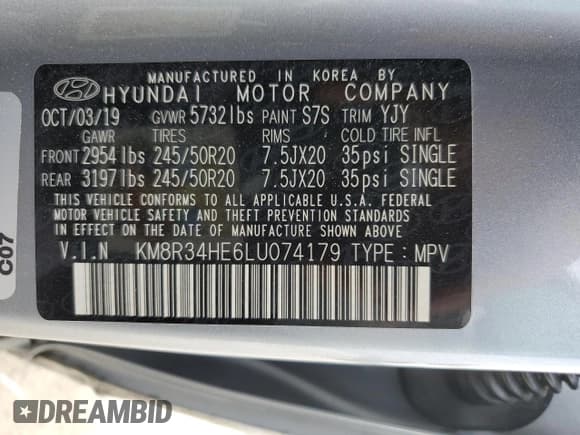 MANUFACTURED IN KOREA BY
HYUNDAI MOTOR COMPANY
OCT/03/19 GVWR 5732lbs PAINT S7S TRIM YJY
GAWR TIRES RIMS COLD TIRE INFL
FRONT 2954lbs 245/50R20 7.5JX20 35psi SINGLE
REAR 3197lbs 245/50R20 7.5JX20 35psi SINGLE
THIS VEHICLE CONFORMS TO ALL APPLICABLE U.S.A. FEDERAL
MOTOR VEHICLE SAFETY, BUMPER, AND THEFT PREVENTION STANDARDS
IN EFFECT ON THE DATE OF MANUFACTURE SHOWN ABOVE.
V.I.N KM8R34HE6LU074179 TYPE : MPV
C07
DREAMBID